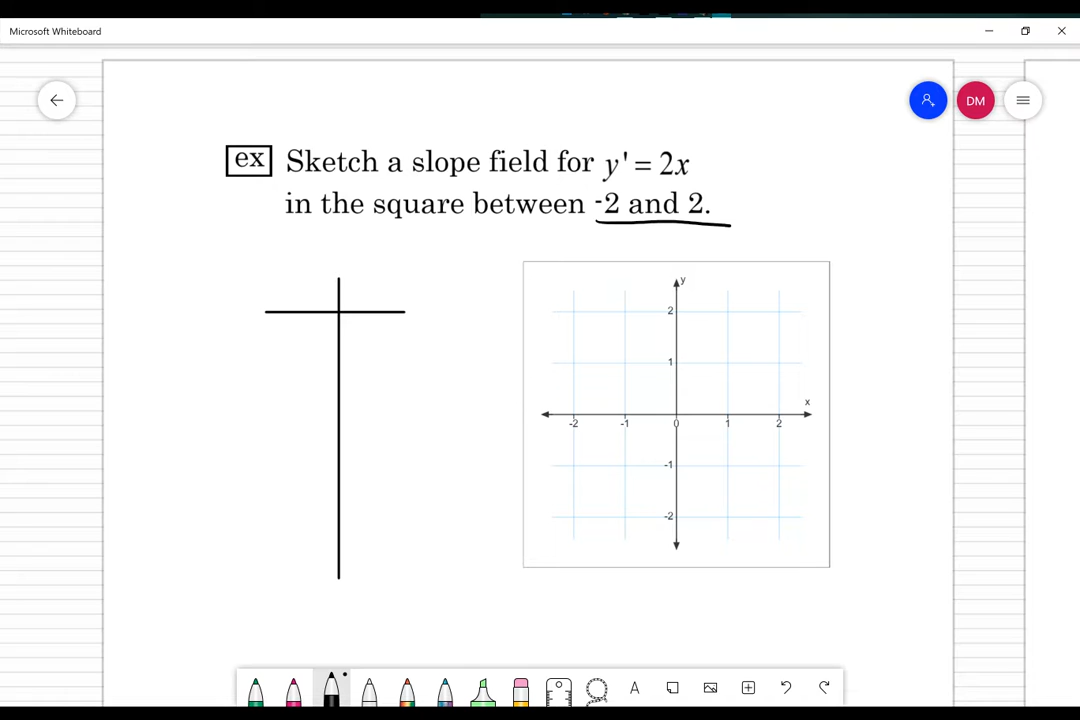 Microsoft Whiteboard
DM
ex Sketch a slope field for y' = 2x
in the square between -2 and 2.
y
2
1
x
-2 -1 0 1 2
-1
-2
A